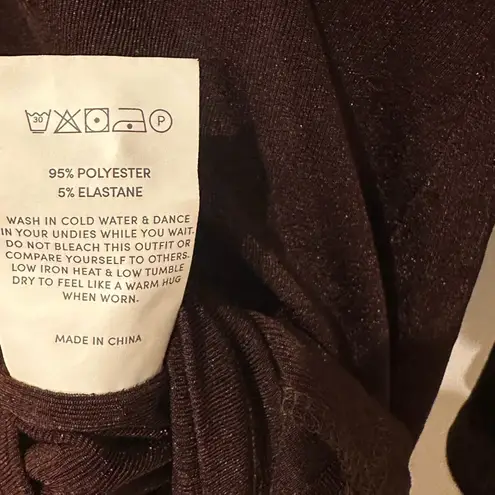 30 P
95% POLYESTER
5% ELASTANE
WASH IN COLD WATER & DANCE
IN YOUR UNDIES WHILE YOU WAIT.
DO NOT BLEACH THIS OUTFIT OR
COMPARE YOURSELF TO OTHERS.
LOW IRON HEAT & LOW TUMBLE
DRY TO FEEL LIKE A WARM HUG
WHEN WORN.
MADE IN CHINA